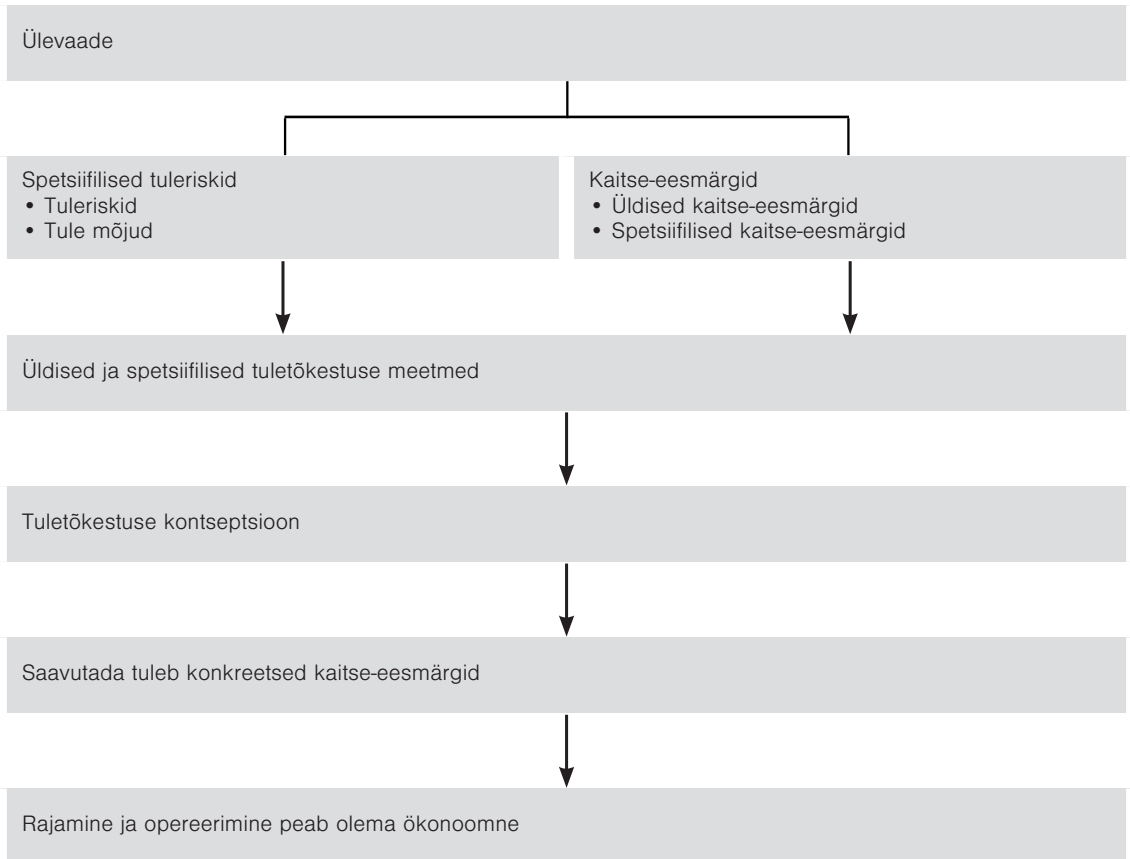 Ülevaade
Spetsiifilised tuleriskid
• Tuleriskid
• Tule mõjud
Kaitse-eesmärgid
• Üldised kaitse-eesmärgid
• Spetsiifilised kaitse-eesmärgid
Üldised ja spetsiifilised tuletõkestuse meetmed
Tuletõkestuse kontseptsioon
Saavutada tuleb konkreetsed kaitse-eesmärgid
Rajamine ja opereerimine peab olema ökonoomne